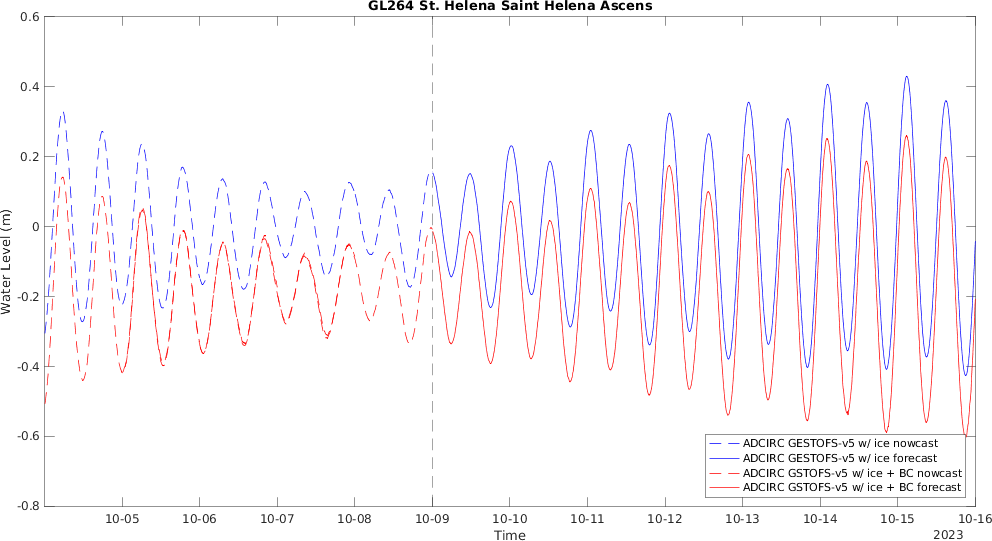 GL264 St. Helena Saint Helena Ascens
0.6
0.4
0.2
0
-0.2
-0.4
-0.6
-0.8
Water Level (m)
ADCIRC GESTOFS-v5 w/ ice nowcast
ADCIRC GESTOFS-v5 w/ ice forecast
ADCIRC GSTOFS-v5 w/ ice + BC nowcast
ADCIRC GSTOFS-v5 w/ ice + BC forecast
10-05 10-06 10-07 10-08 10-09 10-10 10-11 10-12 10-13 10-14 10-15 10-16
Time
2023